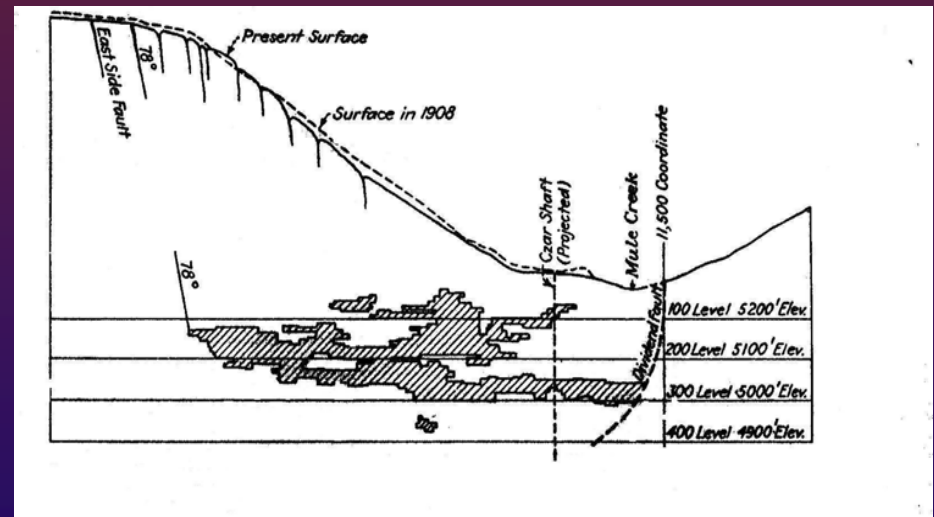 Present Surface
East Side Fault
78°
Surface in 1908
Czar Shaft
(Projected)
Mule Creek
11,500 Coordinate
78°
Dividend Fault
100 Level 5200' Elev.
200 Level 5100' Elev.
300 Level 5000' Elev.
400 Level 4900' Elev.